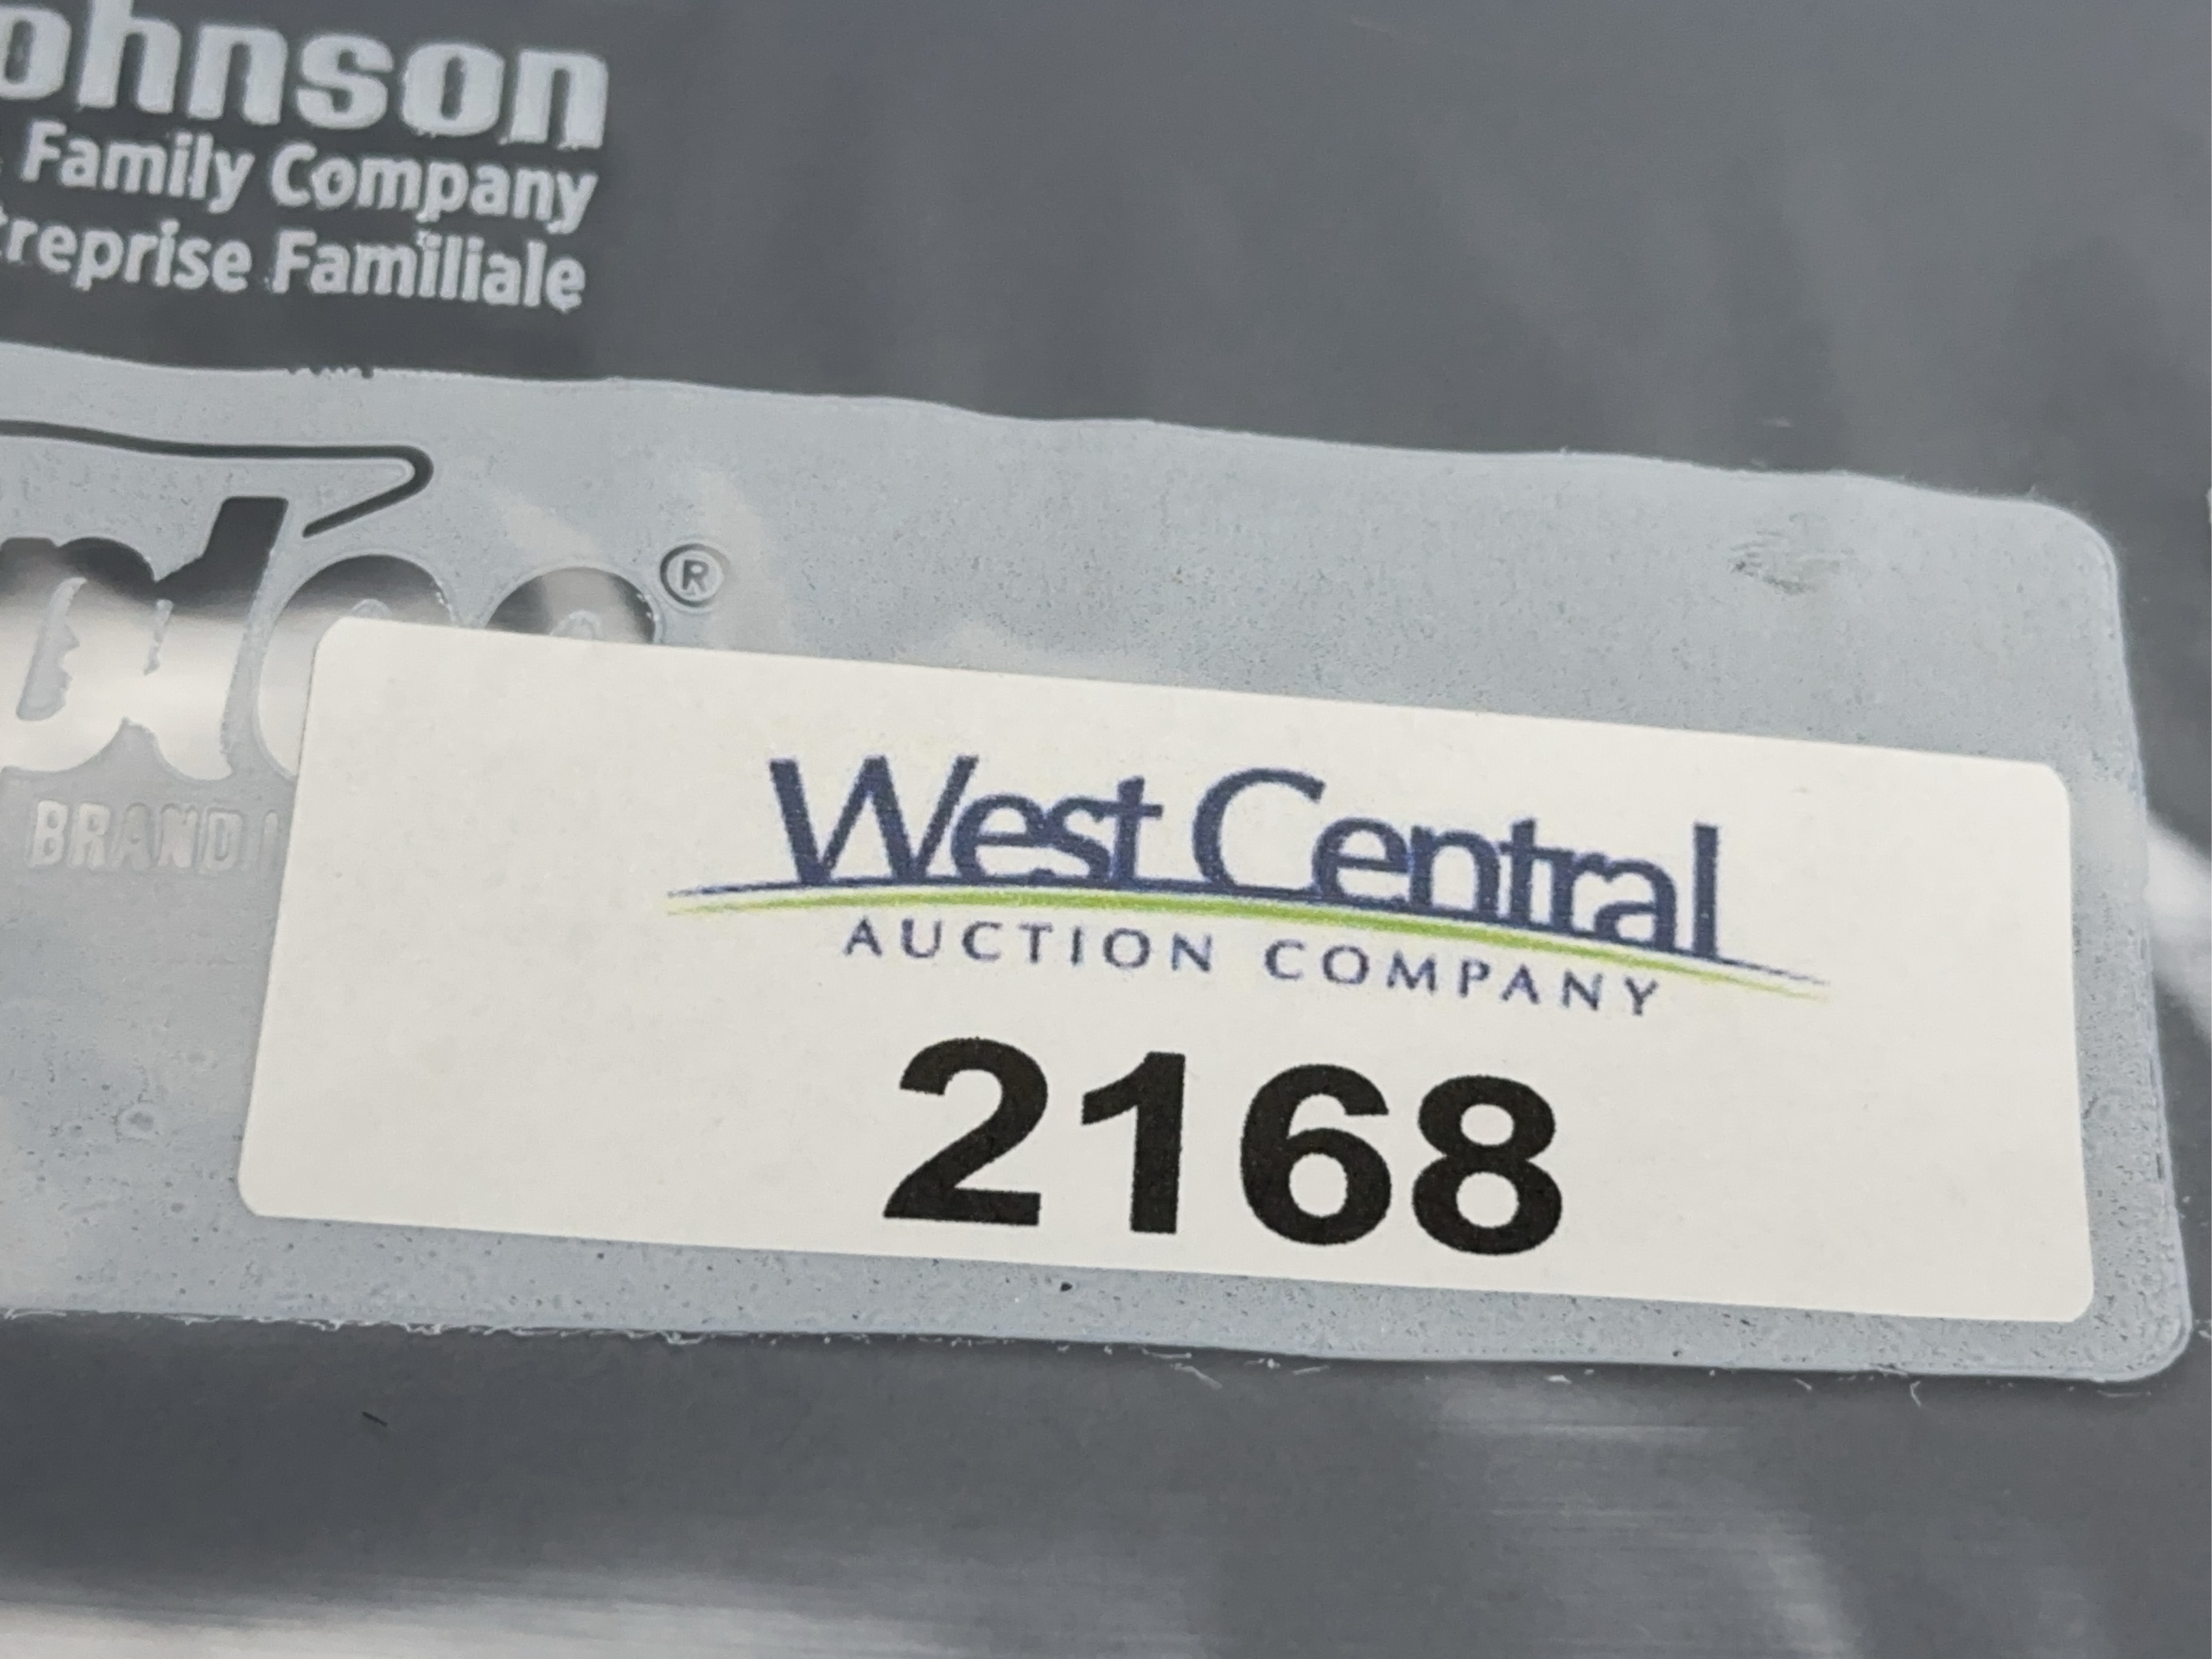 ohnson
Family Company
treprise Familiale
®
BRAND
West Central
AUCTION COMPANY
2168